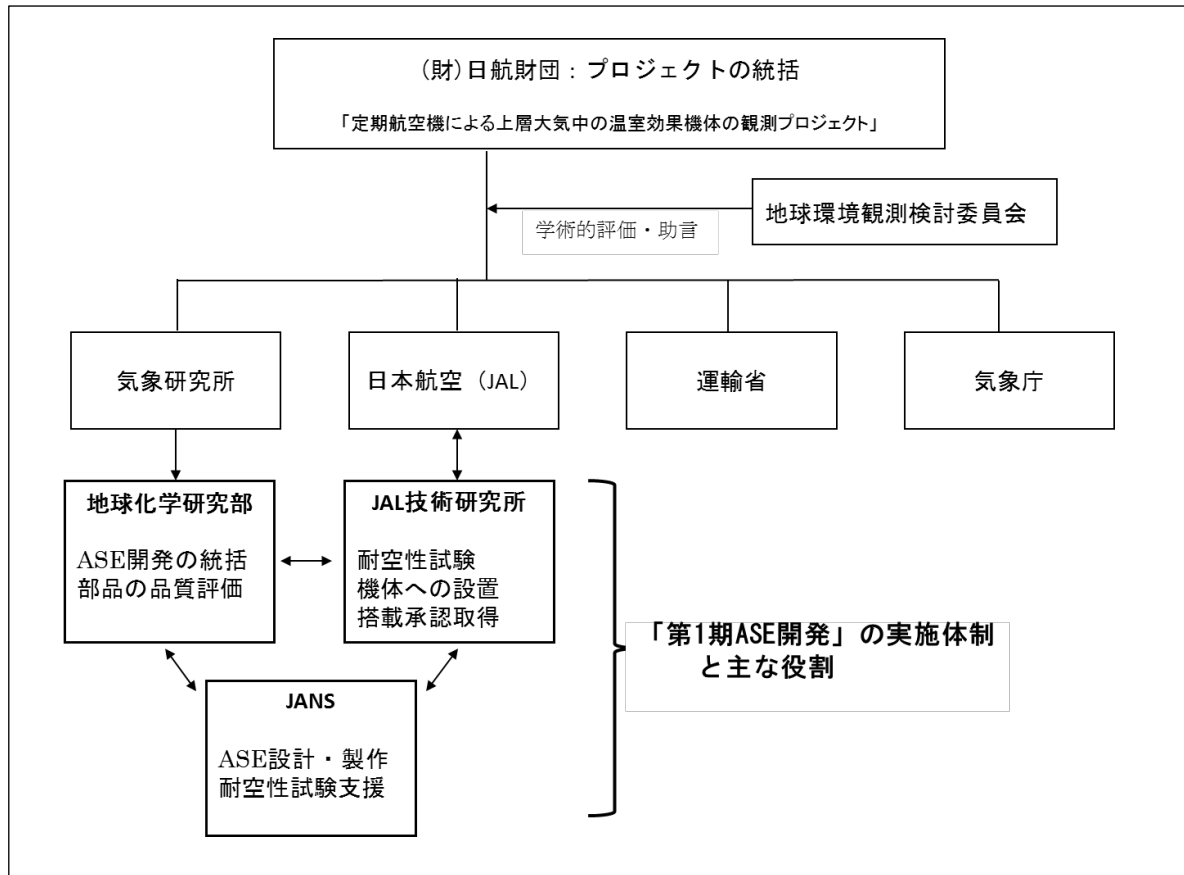 (財)日航財団：プロジェクトの統括
「定期航空機による上層大気中の温室効果機体の観測プロジェクト」
地球環境観測検討委員会
学術的評価・助言
気象研究所
日本航空（JAL）
運輸省
気象庁
地球化学研究部
ASE開発の統括
部品の品質評価
JAL技術研究所
耐空性試験
機体への設置
搭載承認取得
「第1期ASE開発」の実施体制
と主な役割
JANS
ASE設計・製作
耐空性試験支援